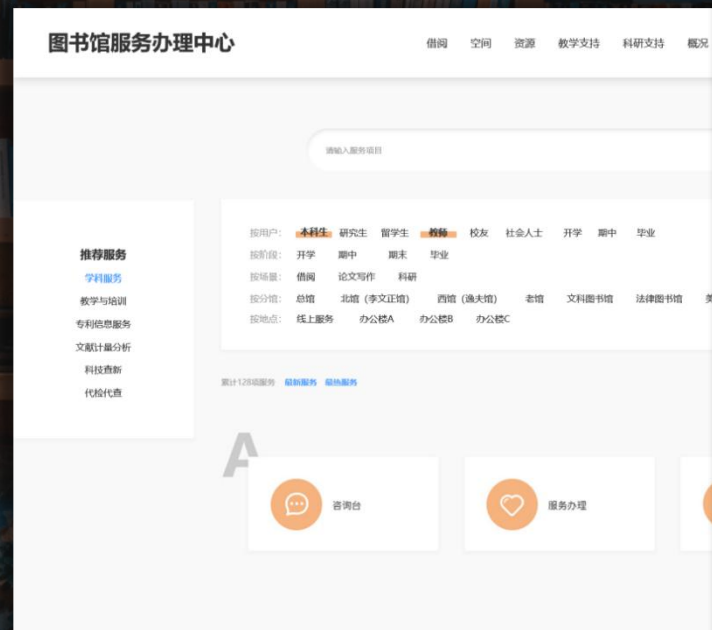 图书馆服务办理中心
借阅 空间 资源 教学支持 科研支持 概况
请输入服务项目
推荐服务
学科服务
教学与培训
专利信息服务
文献计量分析
科技查新
代检代查
按用户： 本科生 研究生 留学生 教师 校友 社会人士 开学 期中 毕业
按阶段： 开学 期中 期末 毕业
按场景： 借阅 论文写作 科研
按分馆： 总馆 北馆（李文正馆） 西馆（逸夫馆） 老馆 文科图书馆 法律图书馆 美
按地点： 线上服务 办公楼A 办公楼B 办公楼C
累计128项服务 最新服务 最热服务
A
咨询台
服务办理